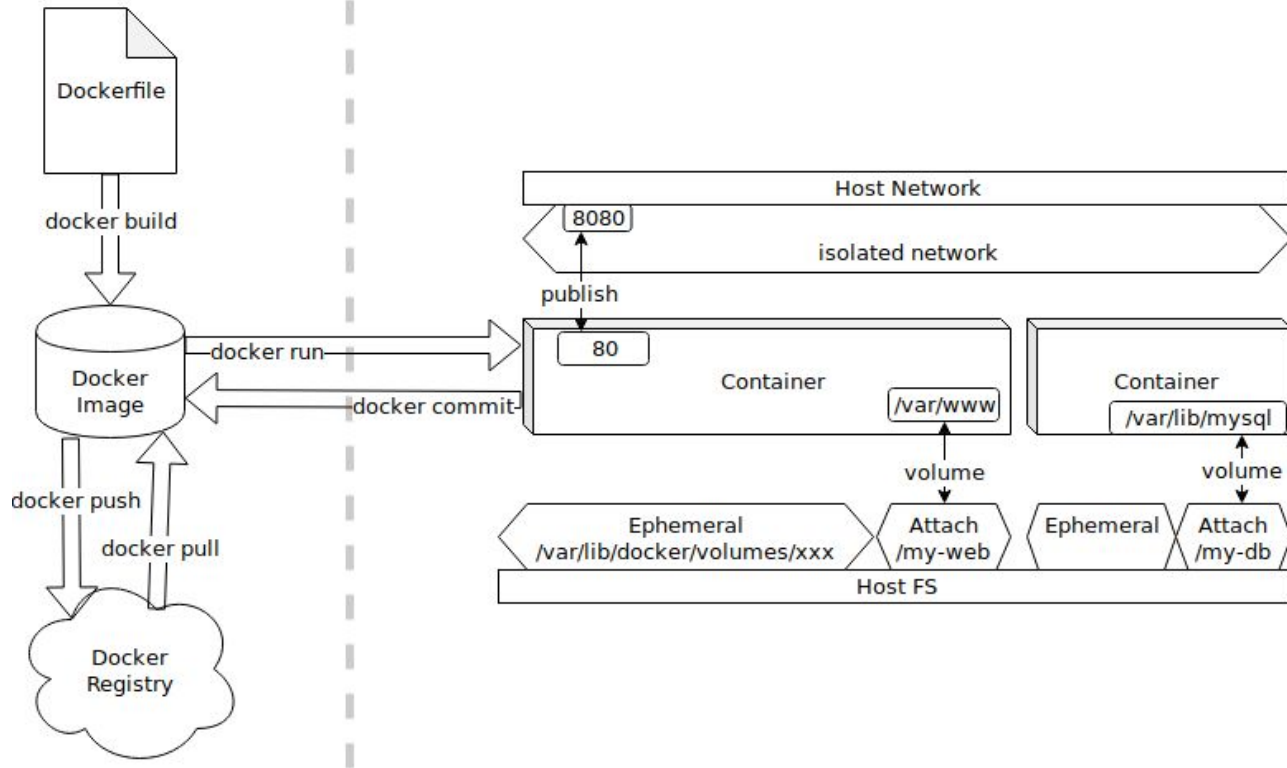 Dockerfile
docker build
Docker
Image
docker push
docker pull
Docker
Registry
docker run
docker commit
Host Network
8080
isolated network
publish
80
Container
/var/www
Container
/var/lib/mysql
volume
volume
Ephemeral
/var/lib/docker/volumes/xxx
Attach
/my-web
Ephemeral
Attach
/my-db
Host FS